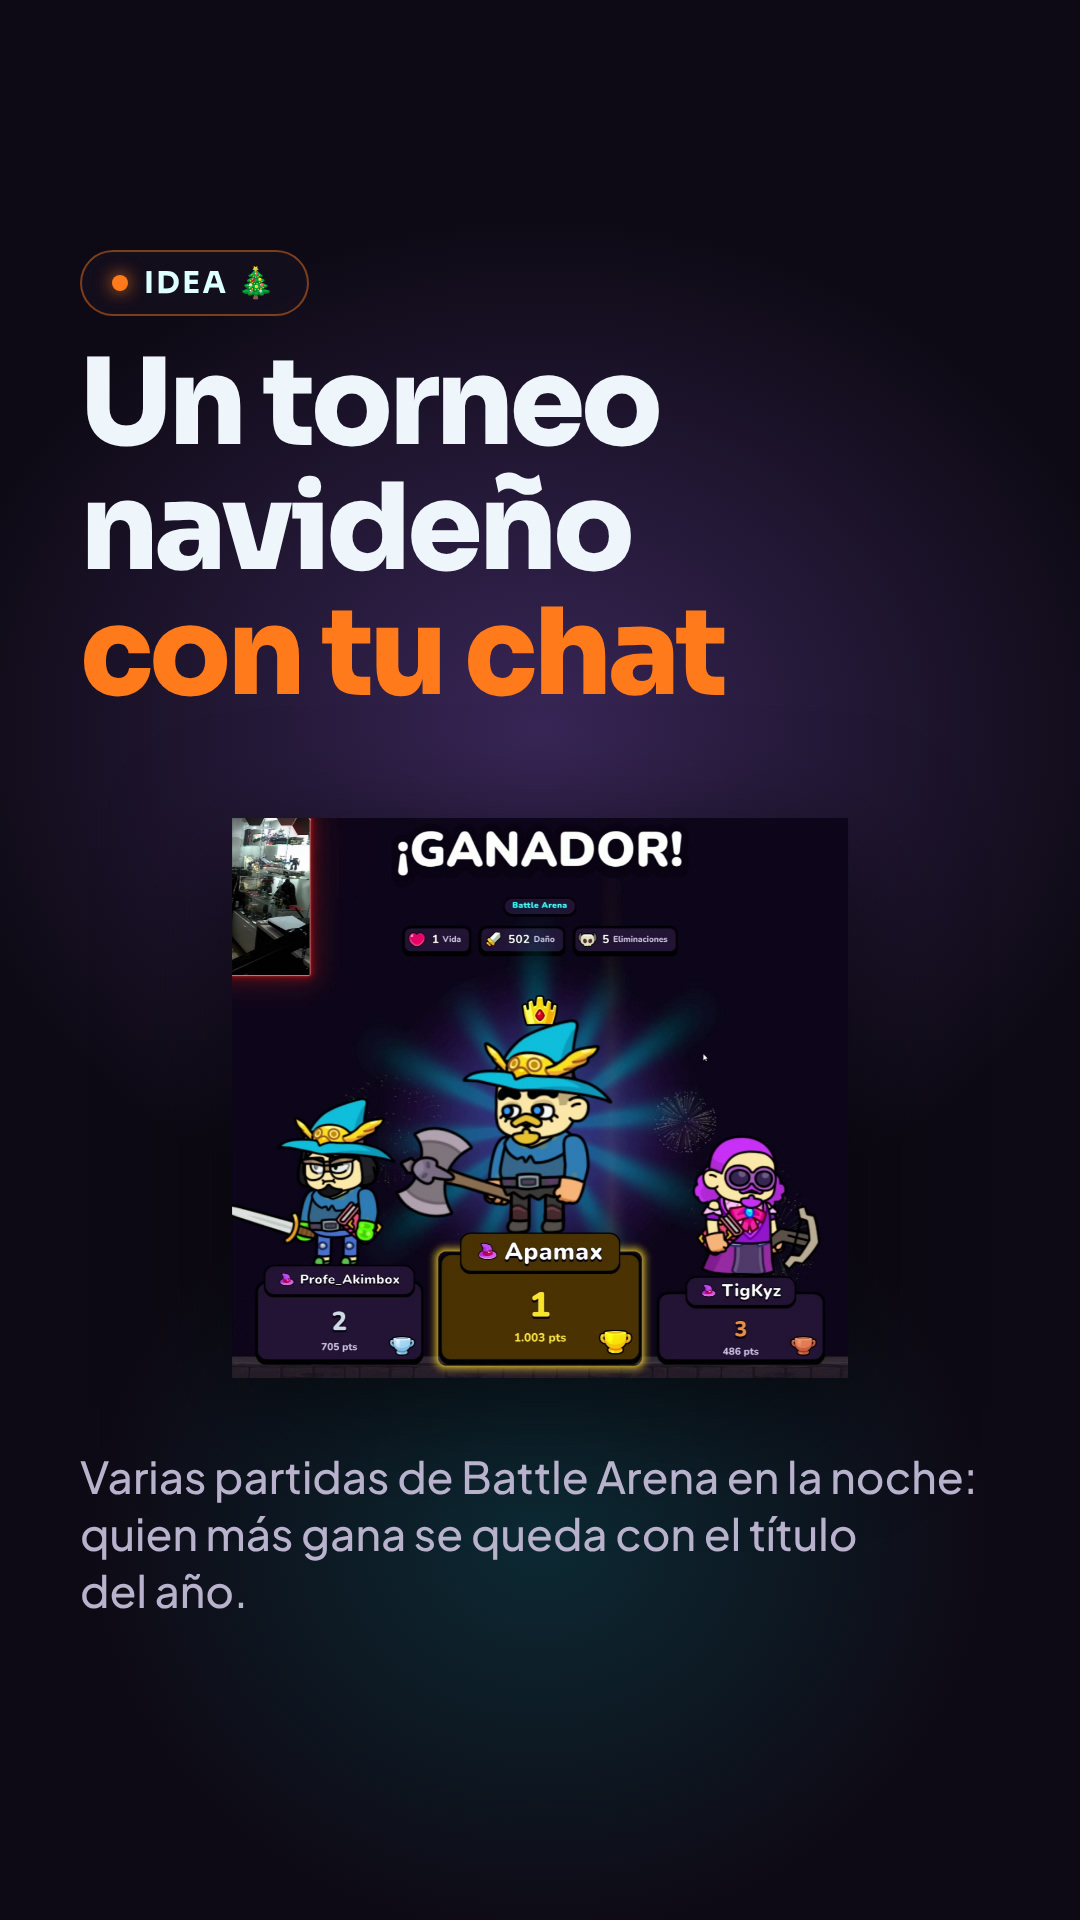 IDEA 🎄
Un torneo
navideño
con tu chat
¡GANADOR!
Battle Arena
1 Vida
502 Daño
5 Eliminaciones
Apamax
1
1.003 pts
Profe_Akimbox
2
705 pts
TigKyz
3
486 pts
Varias partidas de Battle Arena en la noche:
quien más gana se queda con el título
del año.